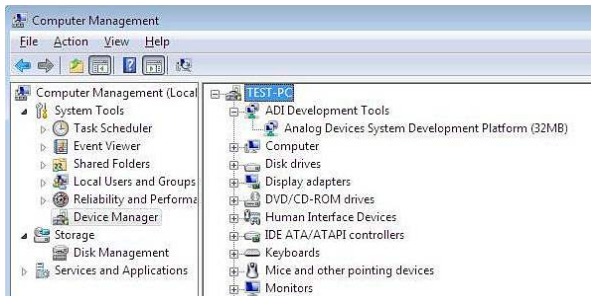 Computer Management
File Action View Help
Computer Management (Local
System Tools
Task Scheduler
Event Viewer
Shared Folders
Local Users and Groups
Reliability and Performa
Device Manager
Storage
Disk Management
Services and Applications
TEST-PC
ADI Development Tools
Analog Devices System Development Platform (32MB)
Computer
Disk drives
Display adapters
DVD/CD-ROM drives
Human Interface Devices
IDE ATA/ATAPI controllers
Keyboards
Mice and other pointing devices
Monitors